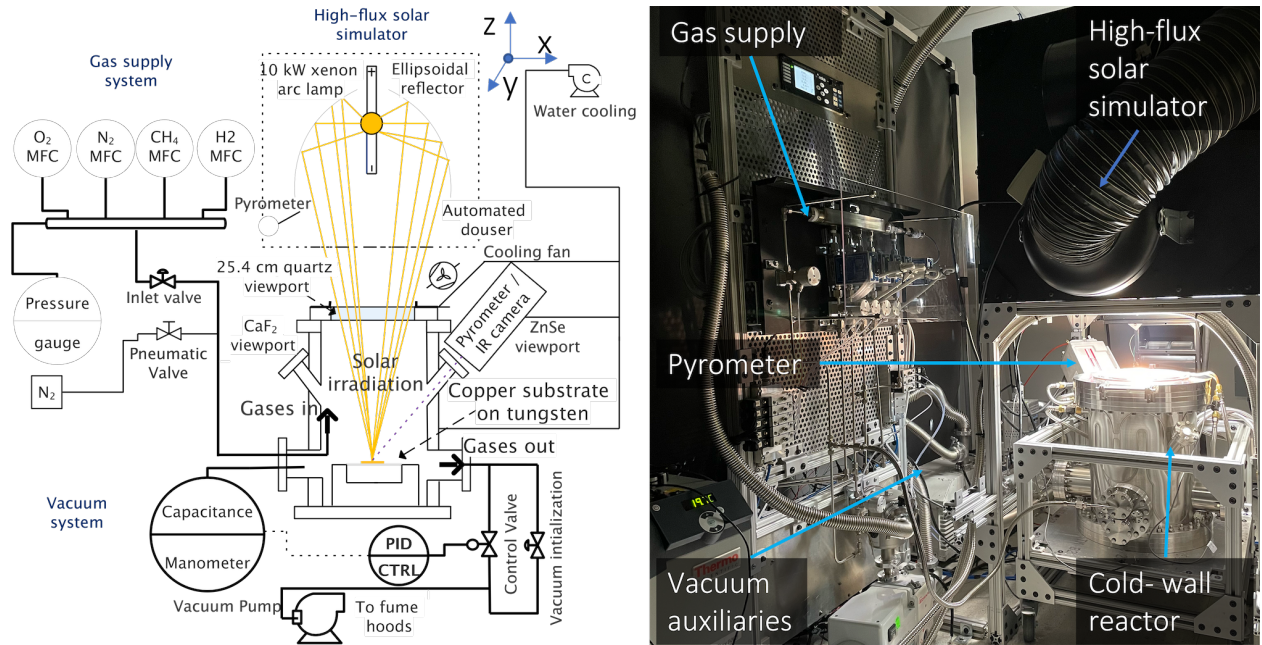 High-flux solar
simulator
Gas supply
system
10 kW xenon
arc lamp
Ellipsoidal
reflector
+
-
z
x
y
C
Water cooling
O₂
MFC
N₂
MFC
CH₄
MFC
H2
MFC
Pyrometer
Automated
douser
Cooling fan
25.4 cm quartz
viewport
Inlet valve
Pressure
gauge
CaF₂
viewport
Pyrometer /
IR camera
ZnSe
viewport
Pneumatic
Valve
Solar
irradiation
N₂
Copper substrate
on tungsten
Gases in
Gases out
Vacuum
system
Capacitance
Manometer
PID
CTRL
Control Valve
Vacuum intialization
Vacuum Pump
To fume
hoods
Gas supply
High-flux
solar
simulator
Pyrometer
19.°C
Thermo
Vacuum
auxiliaries
Cold- wall
reactor